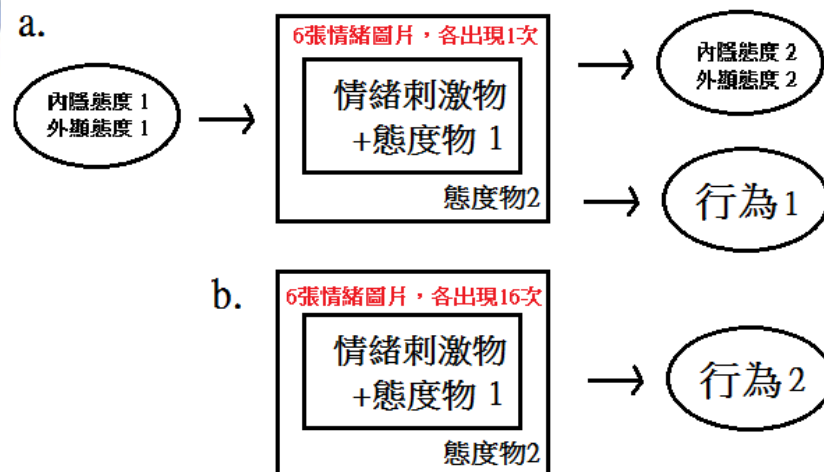 a.
6張情緒圖片，各出現1次
內隱態度 1
外顯態度 1
情緒刺激物
+態度物 1
態度物2
內隱態度 2
外顯態度 2
行為 1
b.
6張情緒圖片，各出現16次
情緒刺激物
+態度物 1
態度物2
行為 2